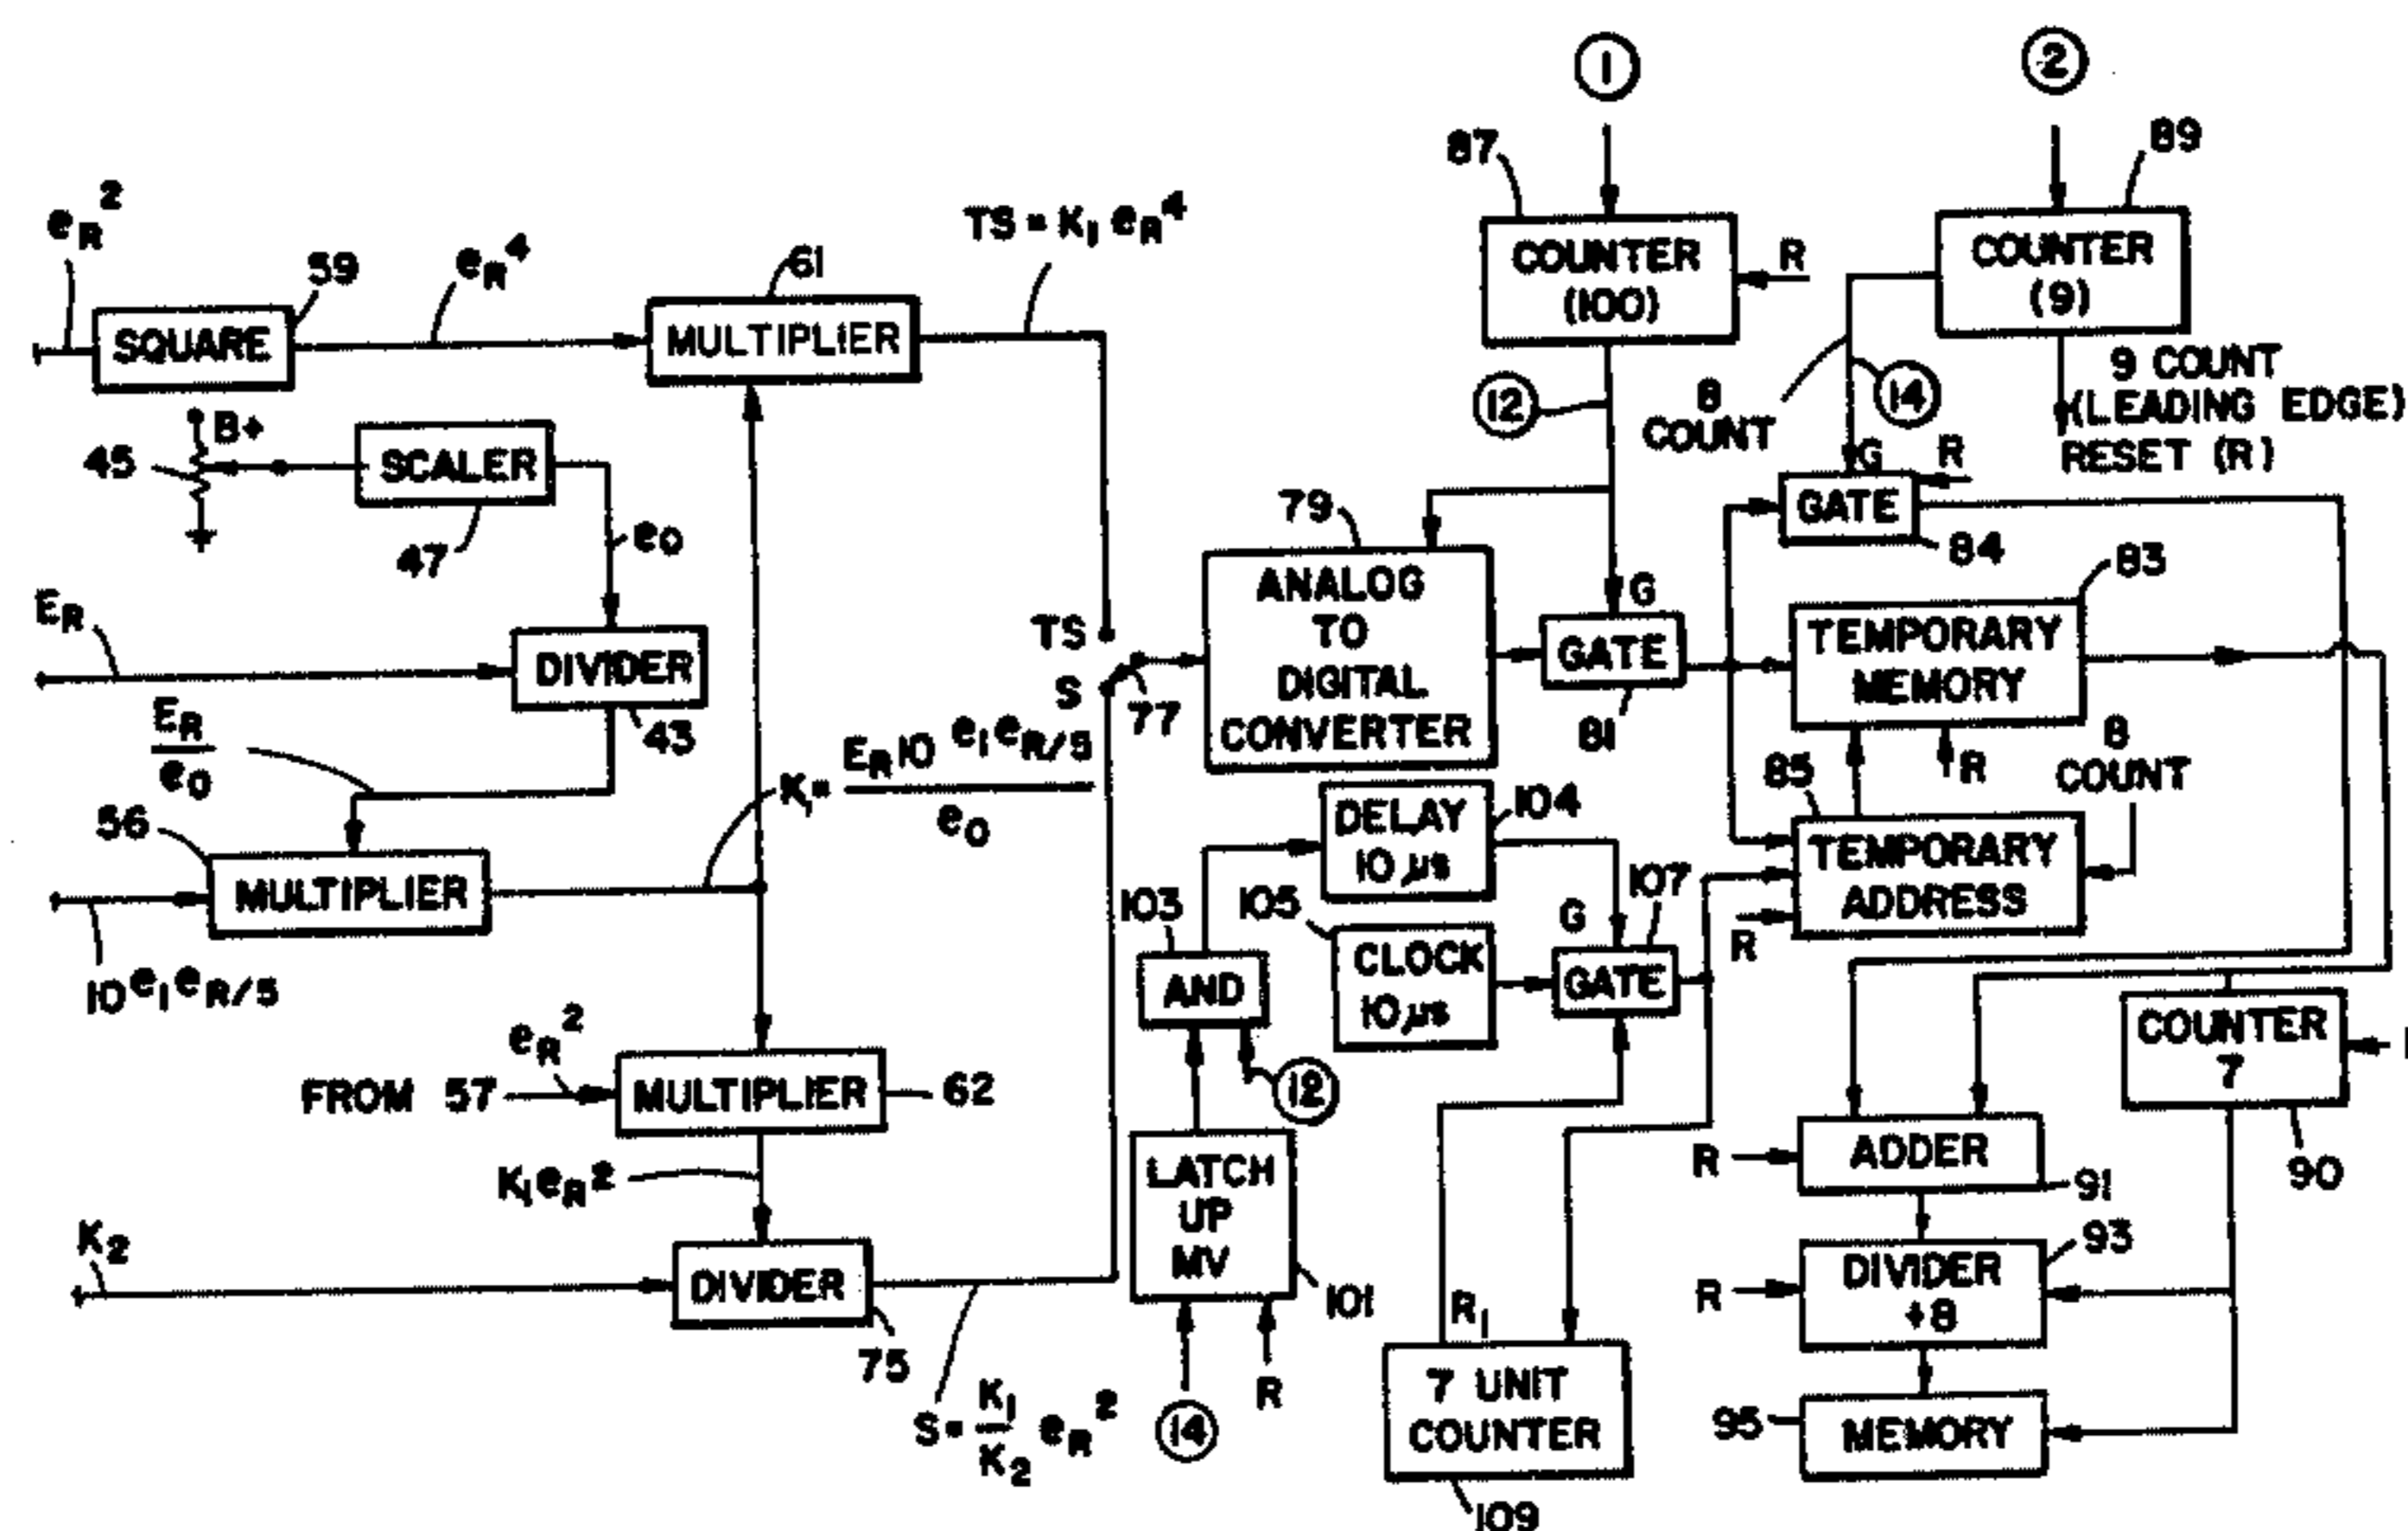 1
2
87
89
e_R^2
59
e_R^4
61
TS = K_1 e_R^4
COUNTER
(100)
R
COUNTER
(9)
SQUARE
MULTIPLIER
12
8
COUNT
14
9 COUNT
(LEADING EDGE)
RESET (R)
B+
45
SCALER
47
e_0
79
G
R
GATE
84
83
E_R
DIVIDER
43
TS
S
77
ANALOG
TO
DIGITAL
CONVERTER
G
GATE
81
TEMPORARY
MEMORY
R
8
COUNT
E_R
e_0
K_1 = E_R 10^{e_1 e_R/5}
e_0
56
MULTIPLIER
10^{e_1 e_R/5}
DELAY
10 µs
104
85
TEMPORARY
ADDRESS
R
103
AND
105
CLOCK
10 µs
G
107
GATE
12
e_R^2
FROM 57
MULTIPLIER
62
COUNTER
7
90
K_1 e_R^2
LATCH
UP
MV
101
R
ADDER
91
K_2
DIVIDER
75
R
DIVIDER
÷8
93
S = K_1 e_R^2
K_2
14
R
R_1
7 UNIT
COUNTER
109
95
MEMORY